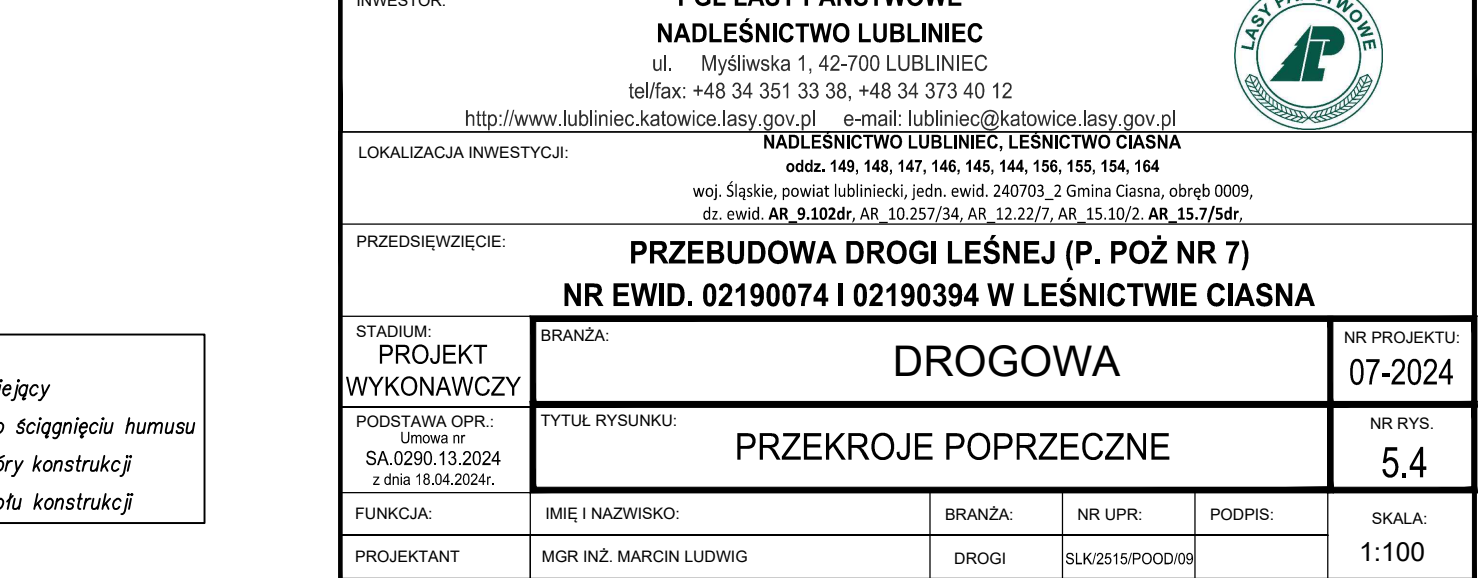 INWESTOR:
PGL LASY PAŃSTWOWE
NADLEŚNICTWO LUBLINIEC
ul. Myśliwska 1, 42-700 LUBLINIEC
tel/fax: +48 34 351 33 38, +48 34 373 40 12
http://www.lubliniec.katowice.lasy.gov.pl e-mail: lubliniec@katowice.lasy.gov.pl
LASY PAŃSTWOWE
LOKALIZACJA INWESTYCJI:
NADLEŚNICTWO LUBLINIEC, LEŚNICTWO CIASNA
oddz. 149, 148, 147, 146, 145, 144, 156, 155, 154, 164
woj. Śląskie, powiat lubliniecki, jedn. ewid. 240703_2 Gmina Ciasna, obręb 0009,
dz. ewid. AR_9.102dr, AR_10.257/34, AR_12.22/7, AR_15.10/2. AR_15.7/5dr,
PRZEDSIĘWZIĘCIE:
PRZEBUDOWA DROGI LEŚNEJ (P. POŻ NR 7)
NR EWID. 02190074 I 02190394 W LEŚNICTWIE CIASNA
STADIUM:
PROJEKT
WYKONAWCZY
BRANŻA:
DROGOWA
NR PROJEKTU:
07-2024
PODSTAWA OPR.:
Umowa nr
SA.0290.13.2024
z dnia 18.04.2024r.
TYTUŁ RYSUNKU:
PRZEKROJE POPRZECZNE
NR RYS.
5.4
FUNKCJA:
IMIĘ I NAZWISKO:
BRANŻA:
NR UPR:
PODPIS:
SKALA:
1:100
PROJEKTANT
MGR INŻ. MARCIN LUDWIG
DROGI
SLK/2515/POOD/09
iejący
o ściągnięciu humusu
óry konstrukcji
ołu konstrukcji